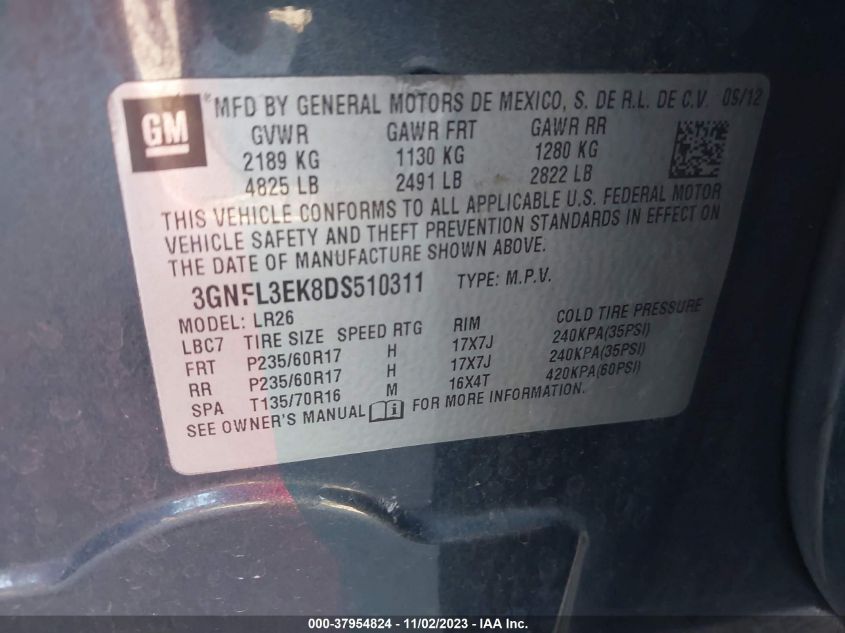 GM
*MFD BY GENERAL MOTORS DE MEXICO, S. DE R.L. DE C.V. 05/12
GVWR GAWR FRT GAWR RR
2189 KG 1130 KG 1280 KG
4825 LB 2491 LB 2822 LB
THIS VEHICLE CONFORMS TO ALL APPLICABLE U.S. FEDERAL MOTOR
VEHICLE SAFETY AND THEFT PREVENTION STANDARDS IN EFFECT ON
THE DATE OF MANUFACTURE SHOWN ABOVE.
3GNFL3EK8DS510311 TYPE: M.P.V.
MODEL: LR26
LBC7 TIRE SIZE SPEED RTG RIM COLD TIRE PRESSURE
FRT P235/60R17 H 17X7J 240KPA(35PSI)
RR P235/60R17 H 17X7J 240KPA(35PSI)
SPA T135/70R16 M 16X4T 420KPA(60PSI)
SEE OWNER'S MANUAL i FOR MORE INFORMATION.
000-37954824 - 11/02/2023 - Copyright 2023, IAA Inc.